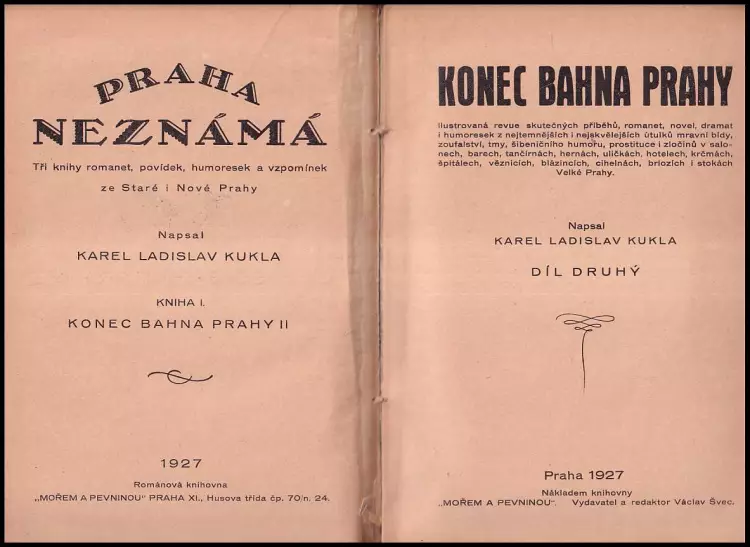 PRAHA
NEZNÁMÁ
Tři knihy romanet, povídek, humoresek a vzpomínek
ze Staré i Nové Prahy
Napsal
KAREL LADISLAV KUKLA
KNIHA I.
KONEC BAHNA PRAHY II
1927
Románová knihovna
„MOŘEM A PEVNINOU" PRAHA XI., Husova třída čp. 70/n. 24.
KONEC BAHNA PRAHY
Ilustrovaná revue skutečných příběhů, romanet, novel, dramat
i humoresek z nejtemnějších i nejskvělejších útulků mravní bídy,
zoufalství, tmy, šibeničního humoru, prostituce i zločinů v salo-
nech, barech, tančírnách, hernách, uličkách, hotelech, krčmách,
špitálech, věznicích, blázincích, cihelnách, brlozích i stokách
Velké Prahy.
Napsal
KAREL LADISLAV KUKLA
DÍL DRUHÝ
Praha 1927
Nákladem knihovny
„MOŘEM A PEVNINOU". Vydavatel a redaktor Václav Švec.